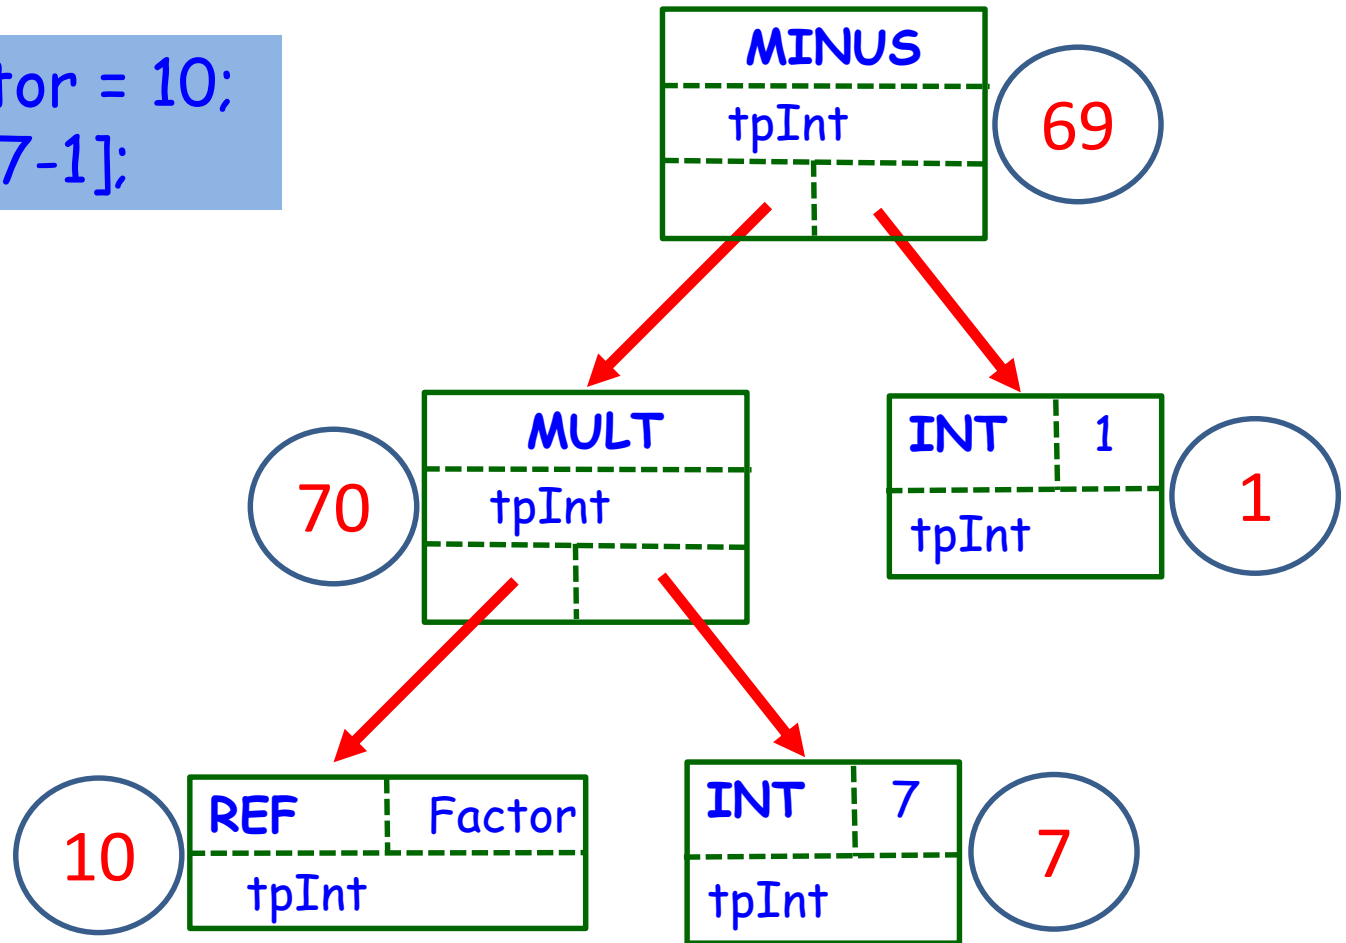 MINUS
tor = 10;
tpInt
69
7-1];
MULT
INT 1
70
tpInt
1
tpInt
REF Factor
INT 7
10
7
tpInt
tpInt